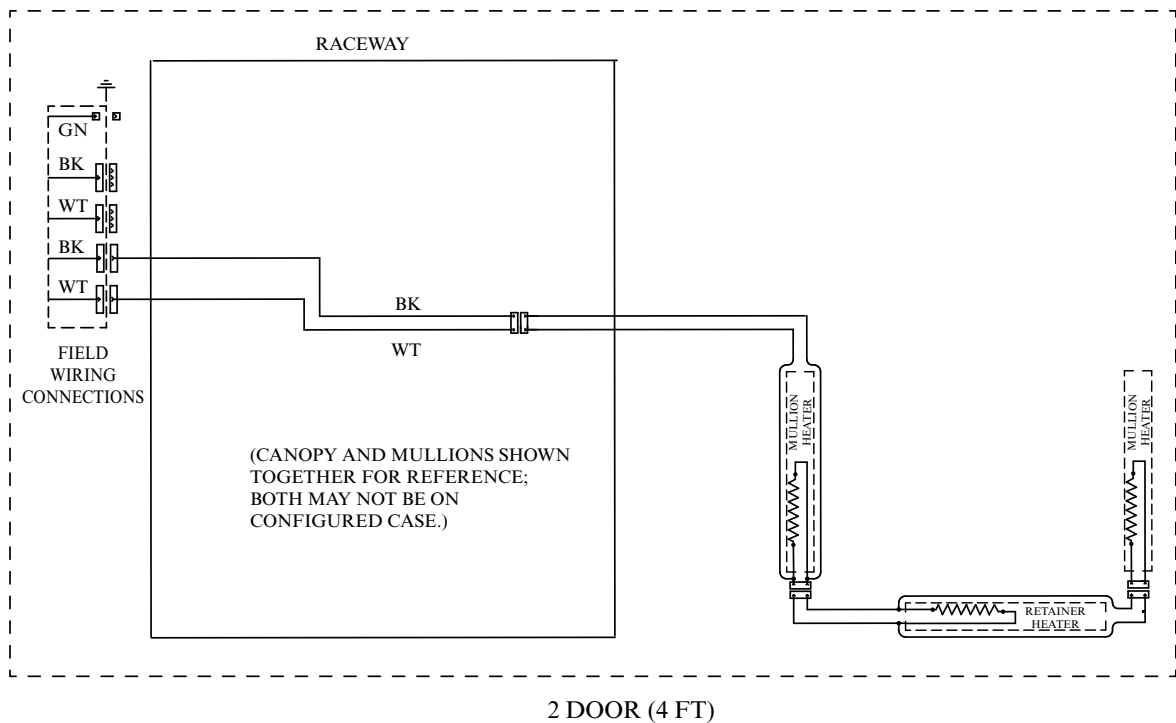 RACEWAY
GN
BK
WT
BK
WT
FIELD
WIRING
CONNECTIONS
BK
WT
(CANOPY AND MULLIONS SHOWN
TOGETHER FOR REFERENCE;
BOTH MAY NOT BE ON
CONFIGURED CASE.)
MULLION
HEATER
MULLION
HEATER
RETAINER
HEATER
2 DOOR (4 FT)